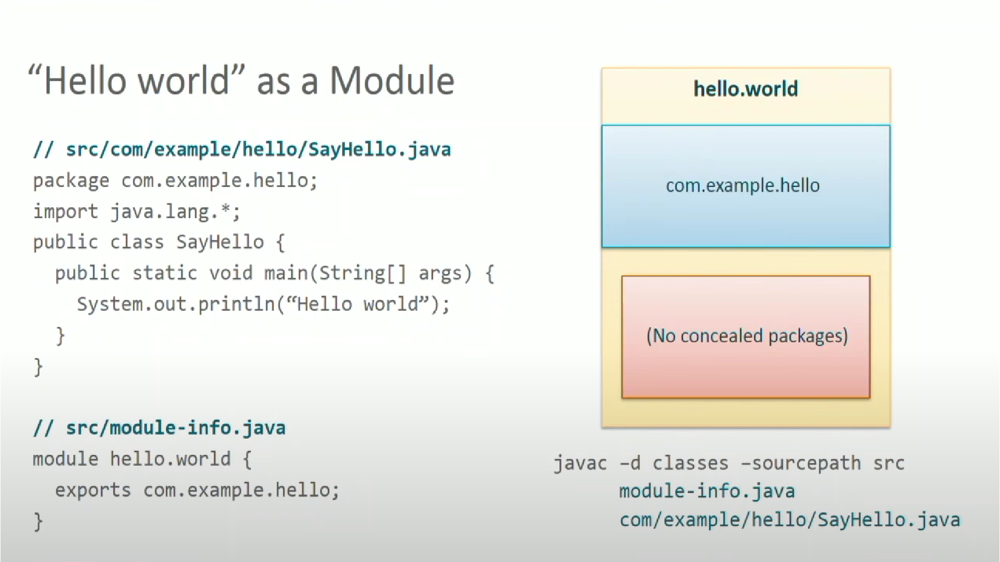 “Hello world” as a Module
// src/com/example/hello/SayHello.java
package com.example.hello;
import java.lang.*;
public class SayHello {
  public static void main(String[] args) {
    System.out.println(“Hello world”);
  }
}
// src/module-info.java
module hello.world {
  exports com.example.hello;
}
hello.world
com.example.hello
(No concealed packages)
javac –d classes –sourcepath src
module-info.java
com/example/hello/SayHello.java